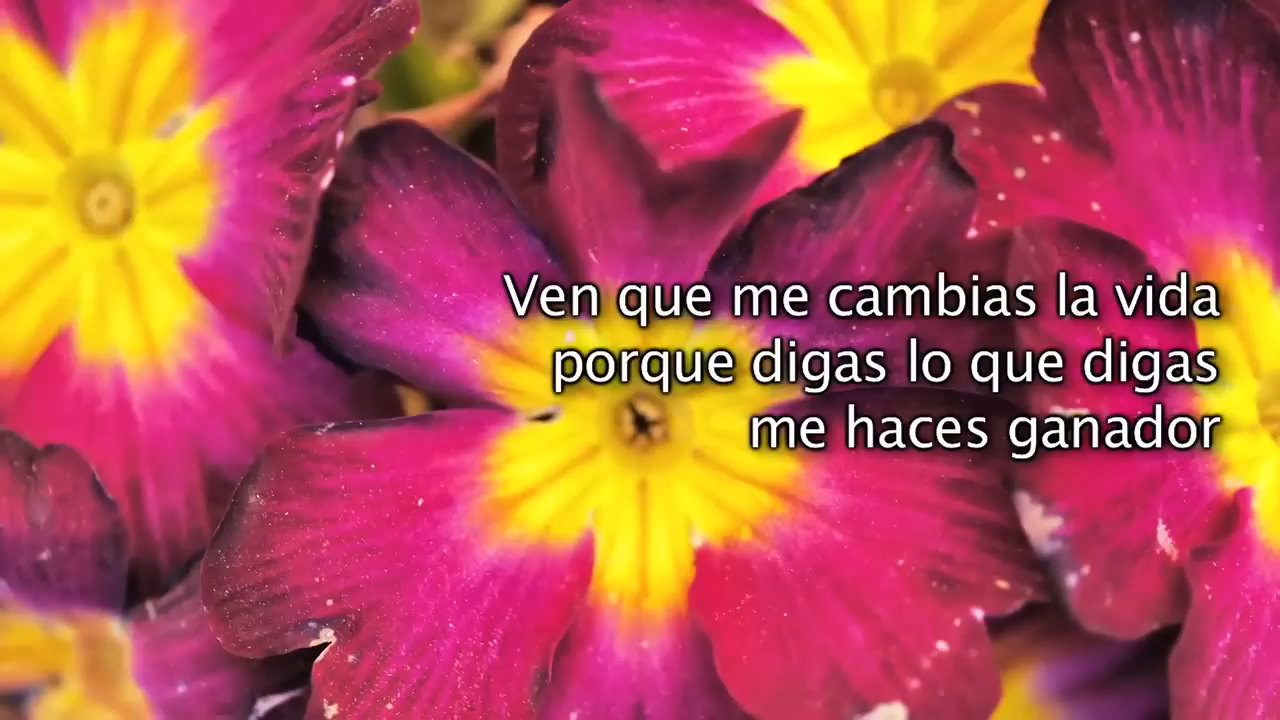 Ven que me cambias la vida
porque digas lo que digas
me haces ganador